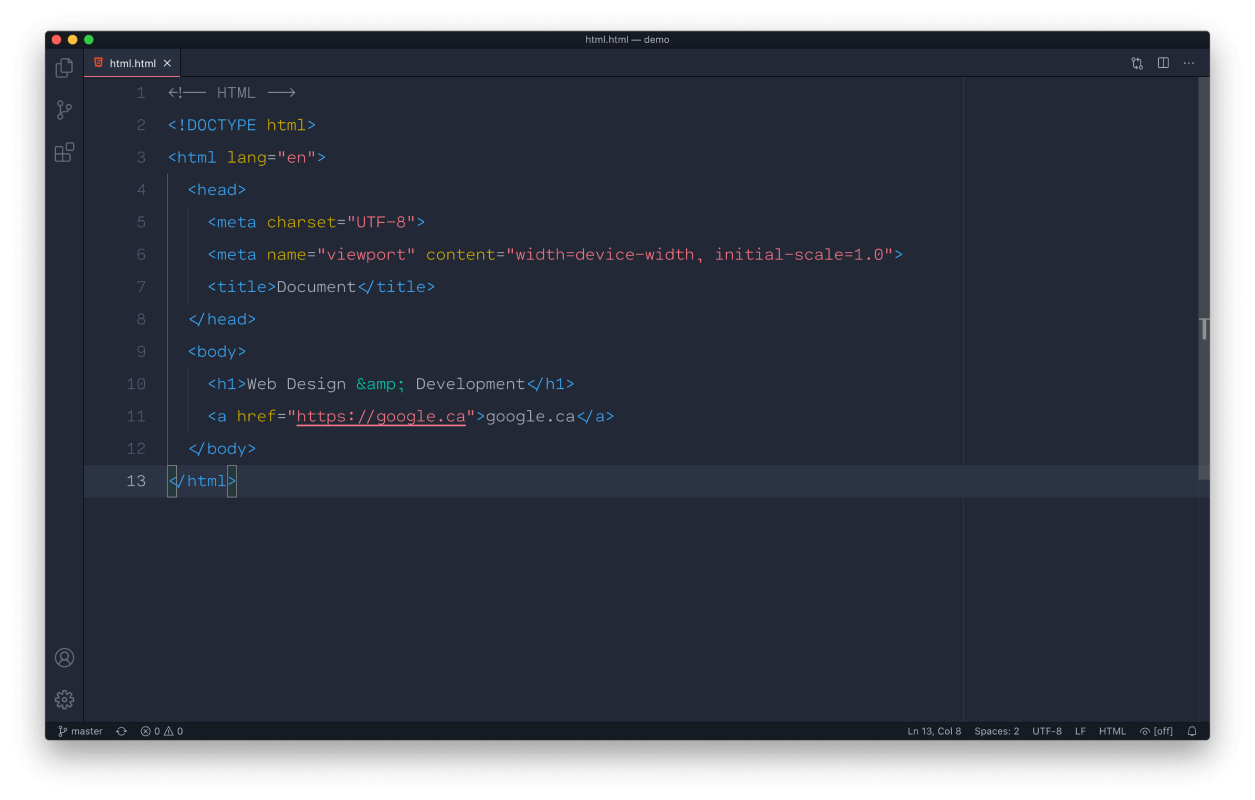 html.html — demo
html.html
1 <!-- HTML -->
2 <!DOCTYPE html>
3 <html lang="en">
4 <head>
5 <meta charset="UTF-8">
6 <meta name="viewport" content="width=device-width, initial-scale=1.0">
7 <title>Document</title>
8 </head>
9 <body>
10 <h1>Web Design &amp; Development</h1>
11 <a href="https://google.ca">google.ca</a>
12 </body>
13 </html>
master 0 0 Ln 13, Col 8 Spaces: 2 UTF-8 LF HTML [off]